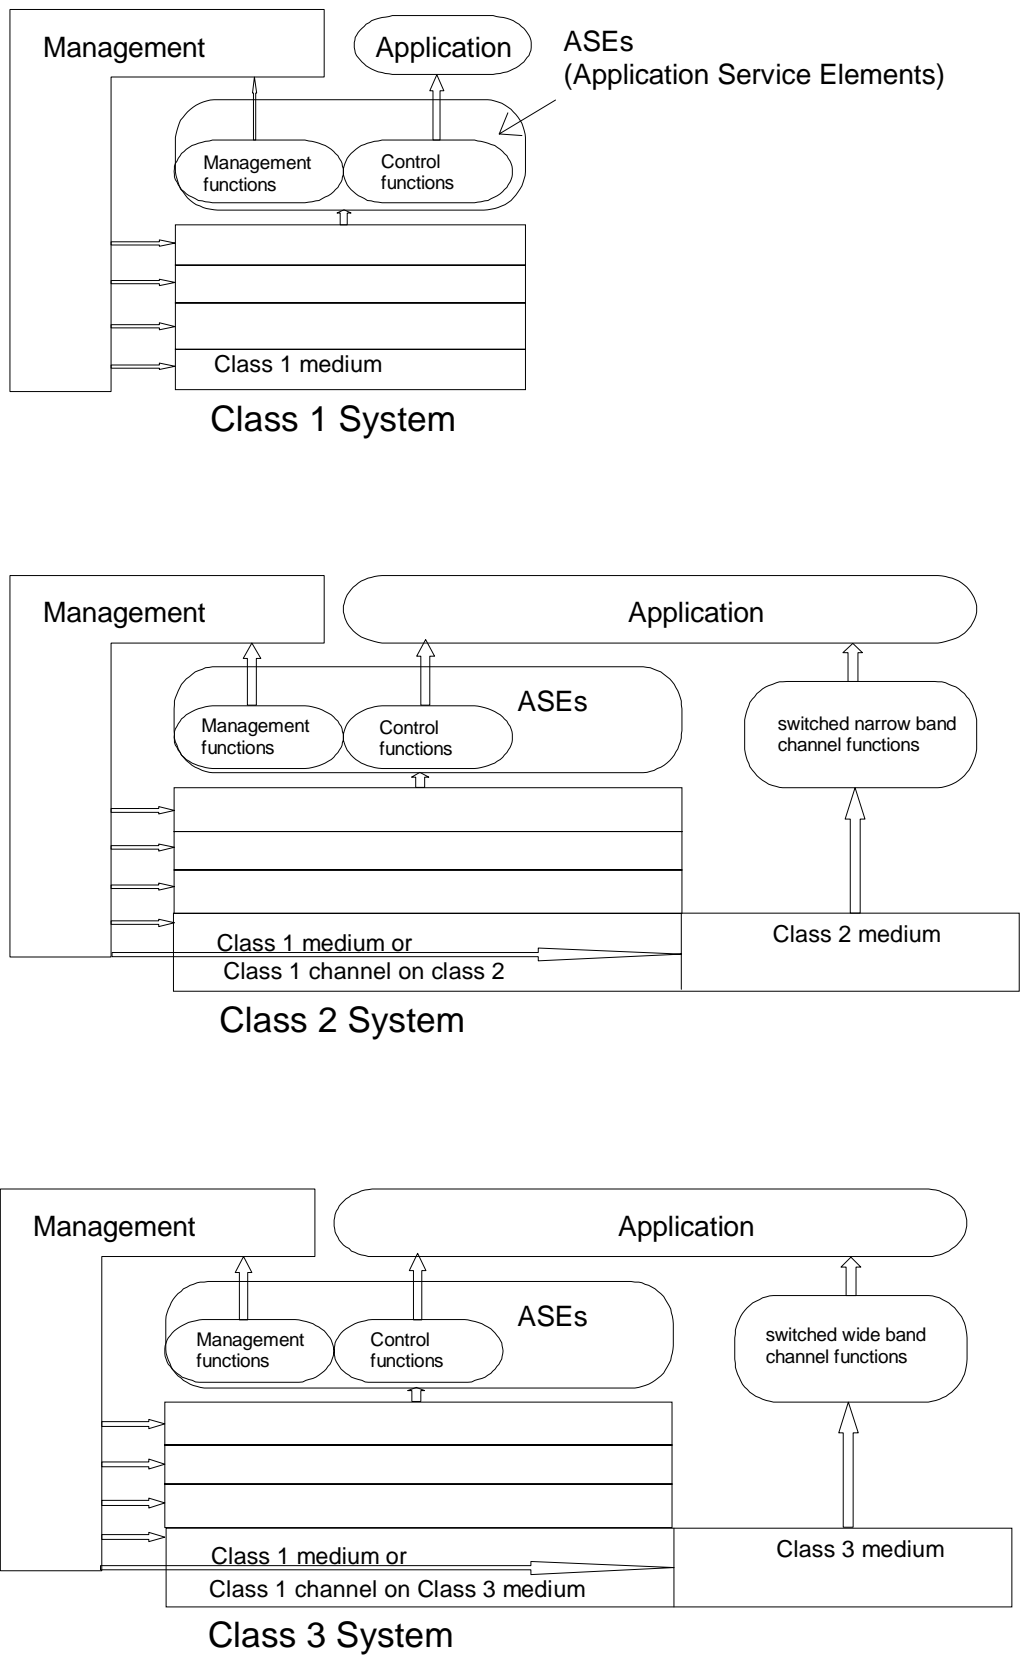 Management
Application
ASEs
(Application Service Elements)
Management
functions
Control
functions
Class 1 medium
Class 1 System
Management
Application
ASEs
Management
functions
Control
functions
switched narrow band
channel functions
Class 1 medium or
Class 1 channel on class 2
Class 2 medium
Class 2 System
Management
Application
ASEs
Management
functions
Control
functions
switched wide band
channel functions
Class 1 medium or
Class 1 channel on Class 3 medium
Class 3 medium
Class 3 System